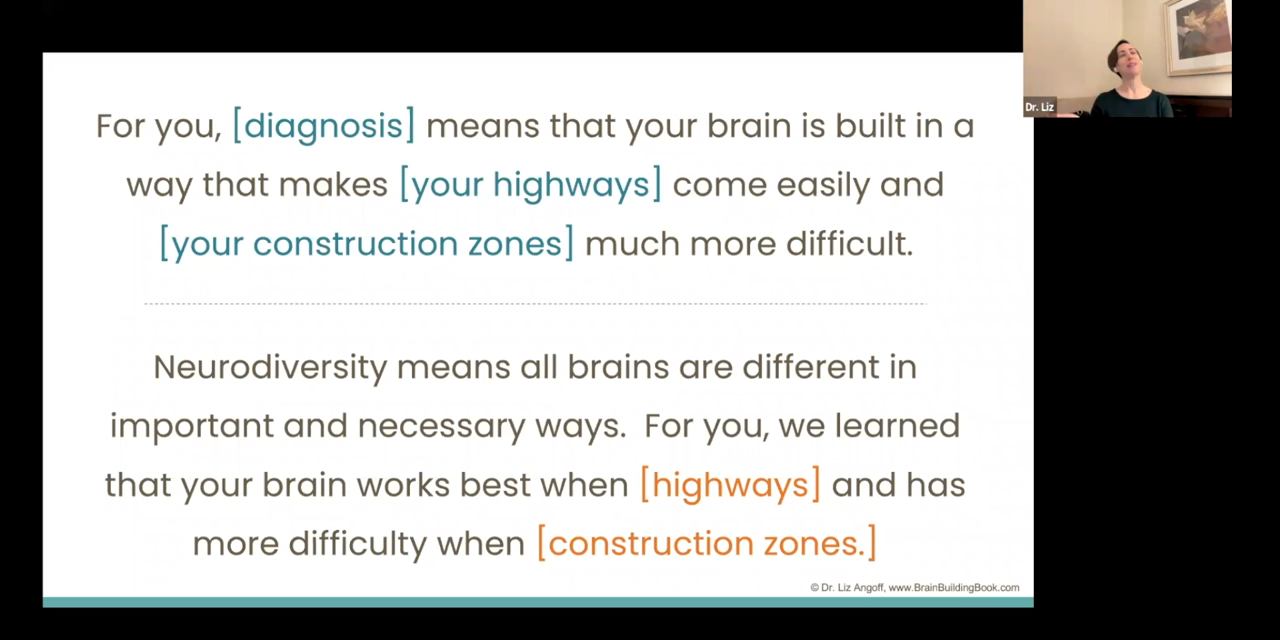 For you, [diagnosis] means that your brain is built in a
way that makes [your highways] come easily and
[your construction zones] much more difficult.
Neurodiversity means all brains are different in
important and necessary ways.  For you, we learned
that your brain works best when [highways] and has
more difficulty when [construction zones.]
© Dr. Liz Angoff, www.BrainBuildingBook.com
Dr. Liz